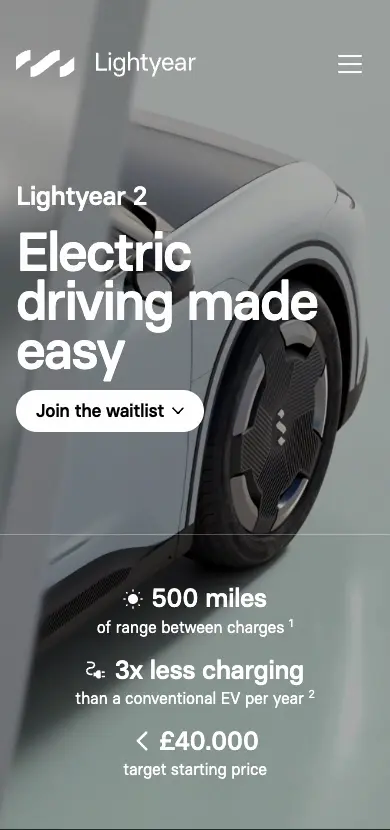 Lightyear
Lightyear 2
Electric
driving made
easy
Join the waitlist
500 miles
of range between charges ¹
3x less charging
than a conventional EV per year ²
< £40.000
target starting price